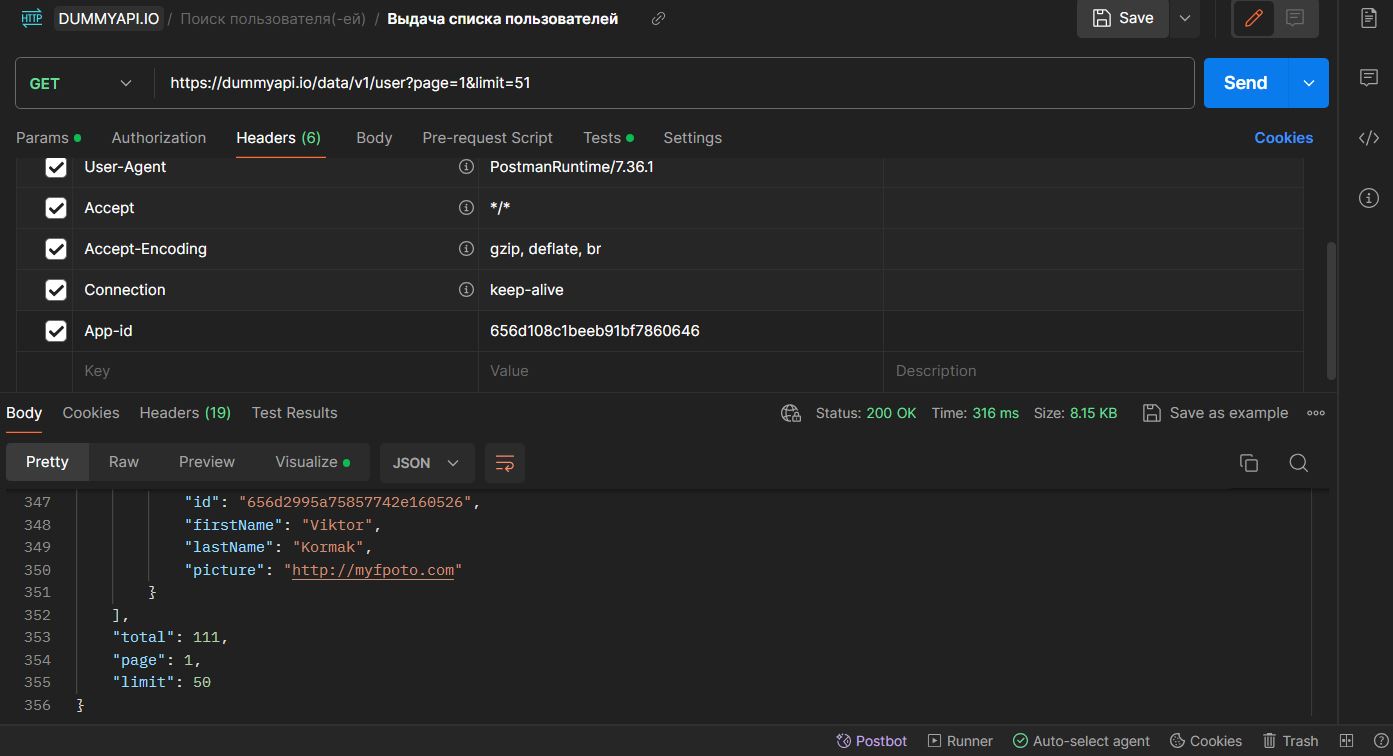 HTTP DUMMYAPI.IO / Поиск пользователя(-ей) / Выдача списка пользователей Save
GET https://dummyapi.io/data/v1/user?page=1&limit=51 Send
Params Authorization Headers (6) Body Pre-request Script Tests Settings Cookies
User-Agent PostmanRuntime/7.36.1
Accept */*
Accept-Encoding gzip, deflate, br
Connection keep-alive
App-id 656d108c1beeb91bf7860646
Key Value Description
Body Cookies Headers (19) Test Results Status: 200 OK Time: 316 ms Size: 8.15 KB Save as example
Pretty Raw Preview Visualize JSON
347 "id": "656d2995a75857742e160526",
348 "firstName": "Viktor",
349 "lastName": "Kormak",
350 "picture": "http://myfpoto.com"
351 }
352 ],
353 "total": 111,
354 "page": 1,
355 "limit": 50
356 }
Postbot Runner Auto-select agent Cookies Trash